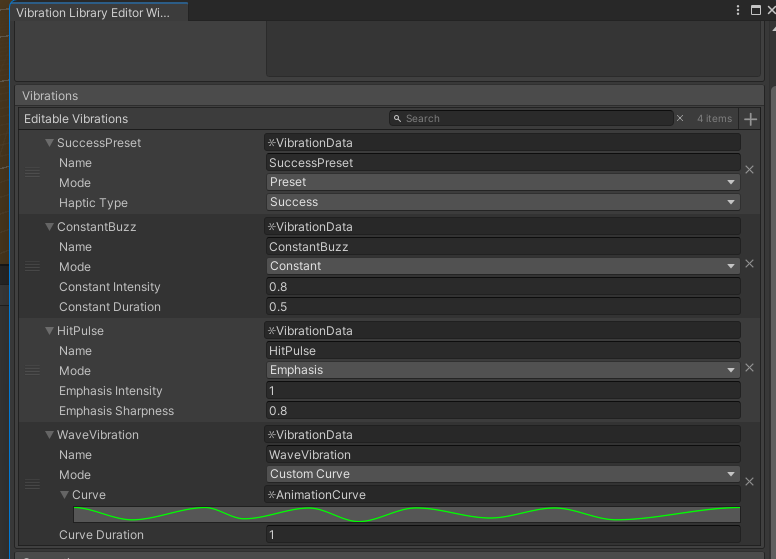 Vibration Library Editor Wi...
Vibrations
Editable Vibrations Search 4 items
SuccessPreset VibrationData
Name SuccessPreset
Mode Preset
Haptic Type Success
ConstantBuzz VibrationData
Name ConstantBuzz
Mode Constant
Constant Intensity 0.8
Constant Duration 0.5
HitPulse VibrationData
Name HitPulse
Mode Emphasis
Emphasis Intensity 1
Emphasis Sharpness 0.8
WaveVibration VibrationData
Name WaveVibration
Mode Custom Curve
Curve AnimationCurve
Curve Duration 1